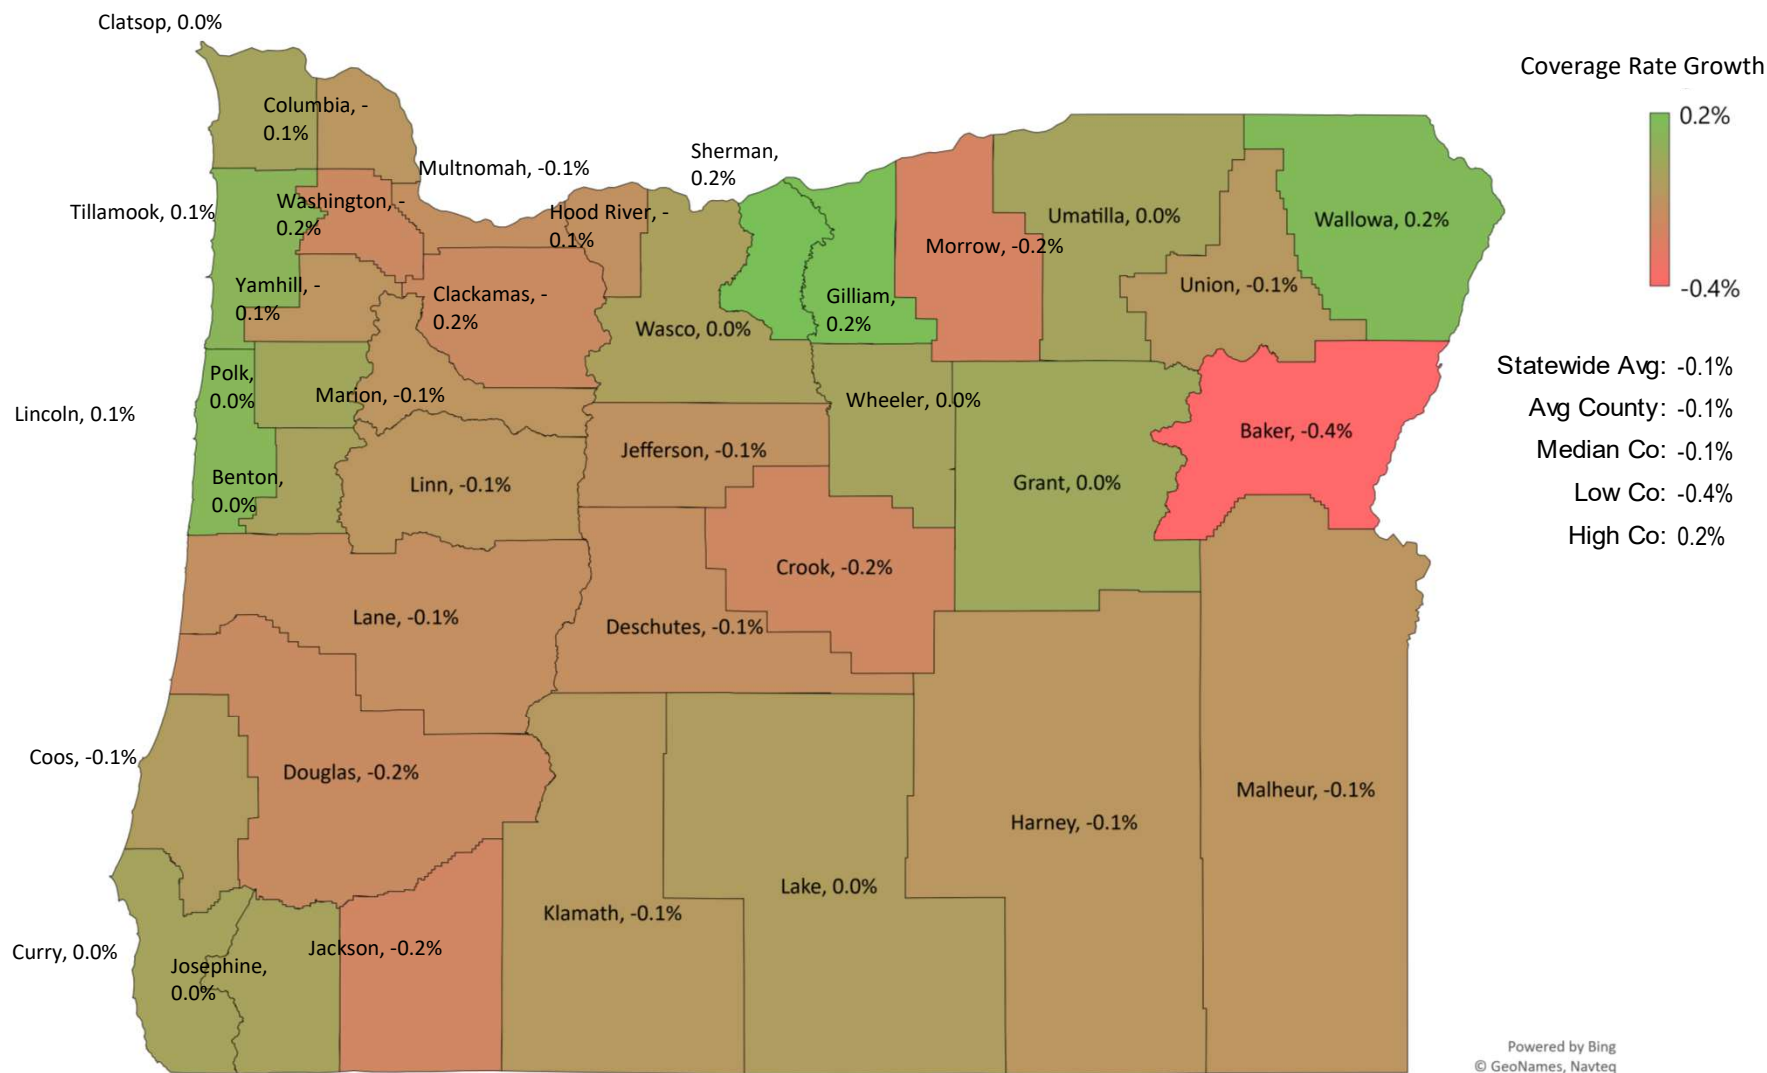 Clatsop, 0.0%
Coverage Rate Growth
Columbia, -
0.1%
0.2%
Multnomah, -0.1%
Sherman,
0.2%
Tillamook, 0.1%
Washington, -
0.2%
Hood River, -
0.1%
Umatilla, 0.0%
Wallowa, 0.2%
Morrow, -0.2%
Yamhill, -
0.1%
Clackamas, -
0.2%
Gilliam,
0.2%
Union, -0.1%
-0.4%
Wasco, 0.0%
Statewide Avg: -0.1%
Polk,
0.0%
Marion, -0.1%
Wheeler, 0.0%
Avg County: -0.1%
Lincoln, 0.1%
Baker, -0.4%
Jefferson, -0.1%
Median Co: -0.1%
Benton,
0.0%
Linn, -0.1%
Grant, 0.0%
Low Co: -0.4%
High Co: 0.2%
Crook, -0.2%
Lane, -0.1%
Deschutes, -0.1%
Coos, -0.1%
Douglas, -0.2%
Malheur, -0.1%
Harney, -0.1%
Lake, 0.0%
Klamath, -0.1%
Curry, 0.0%
Jackson, -0.2%
Josephine,
0.0%
Powered by Bing
© GeoNames, Navteq